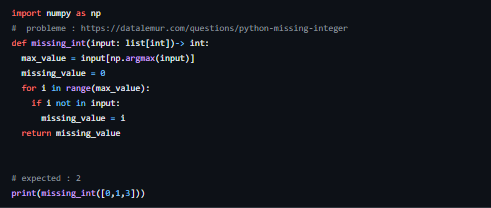 import numpy as np
#  probleme : https://datalemur.com/questions/python-missing-integer
def missing_int(input: list[int])-> int:
  max_value = input[np.argmax(input)]
  missing_value = 0
  for i in range(max_value):
    if i not in input:
      missing_value = i
  return missing_value
# expected : 2
print(missing_int([0,1,3]))